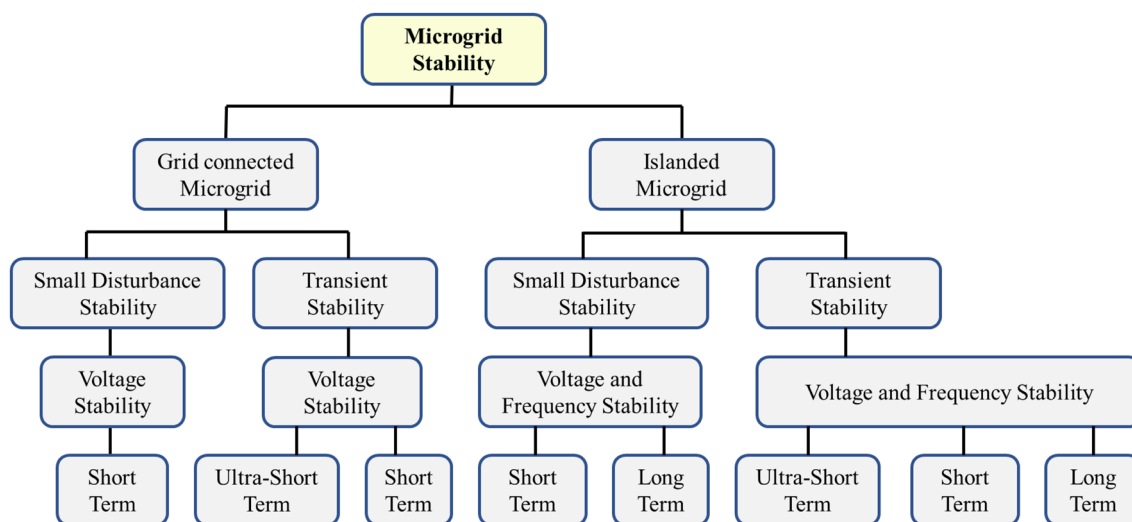 Microgrid
Stability
Grid connected
Microgrid
Islanded
Microgrid
Small Disturbance
Stability
Transient
Stability
Small Disturbance
Stability
Transient
Stability
Voltage
Stability
Voltage
Stability
Voltage and
Frequency Stability
Voltage and Frequency Stability
Short
Term
Ultra-Short
Term
Short
Term
Short
Term
Long
Term
Ultra-Short
Term
Short
Term
Long
Term